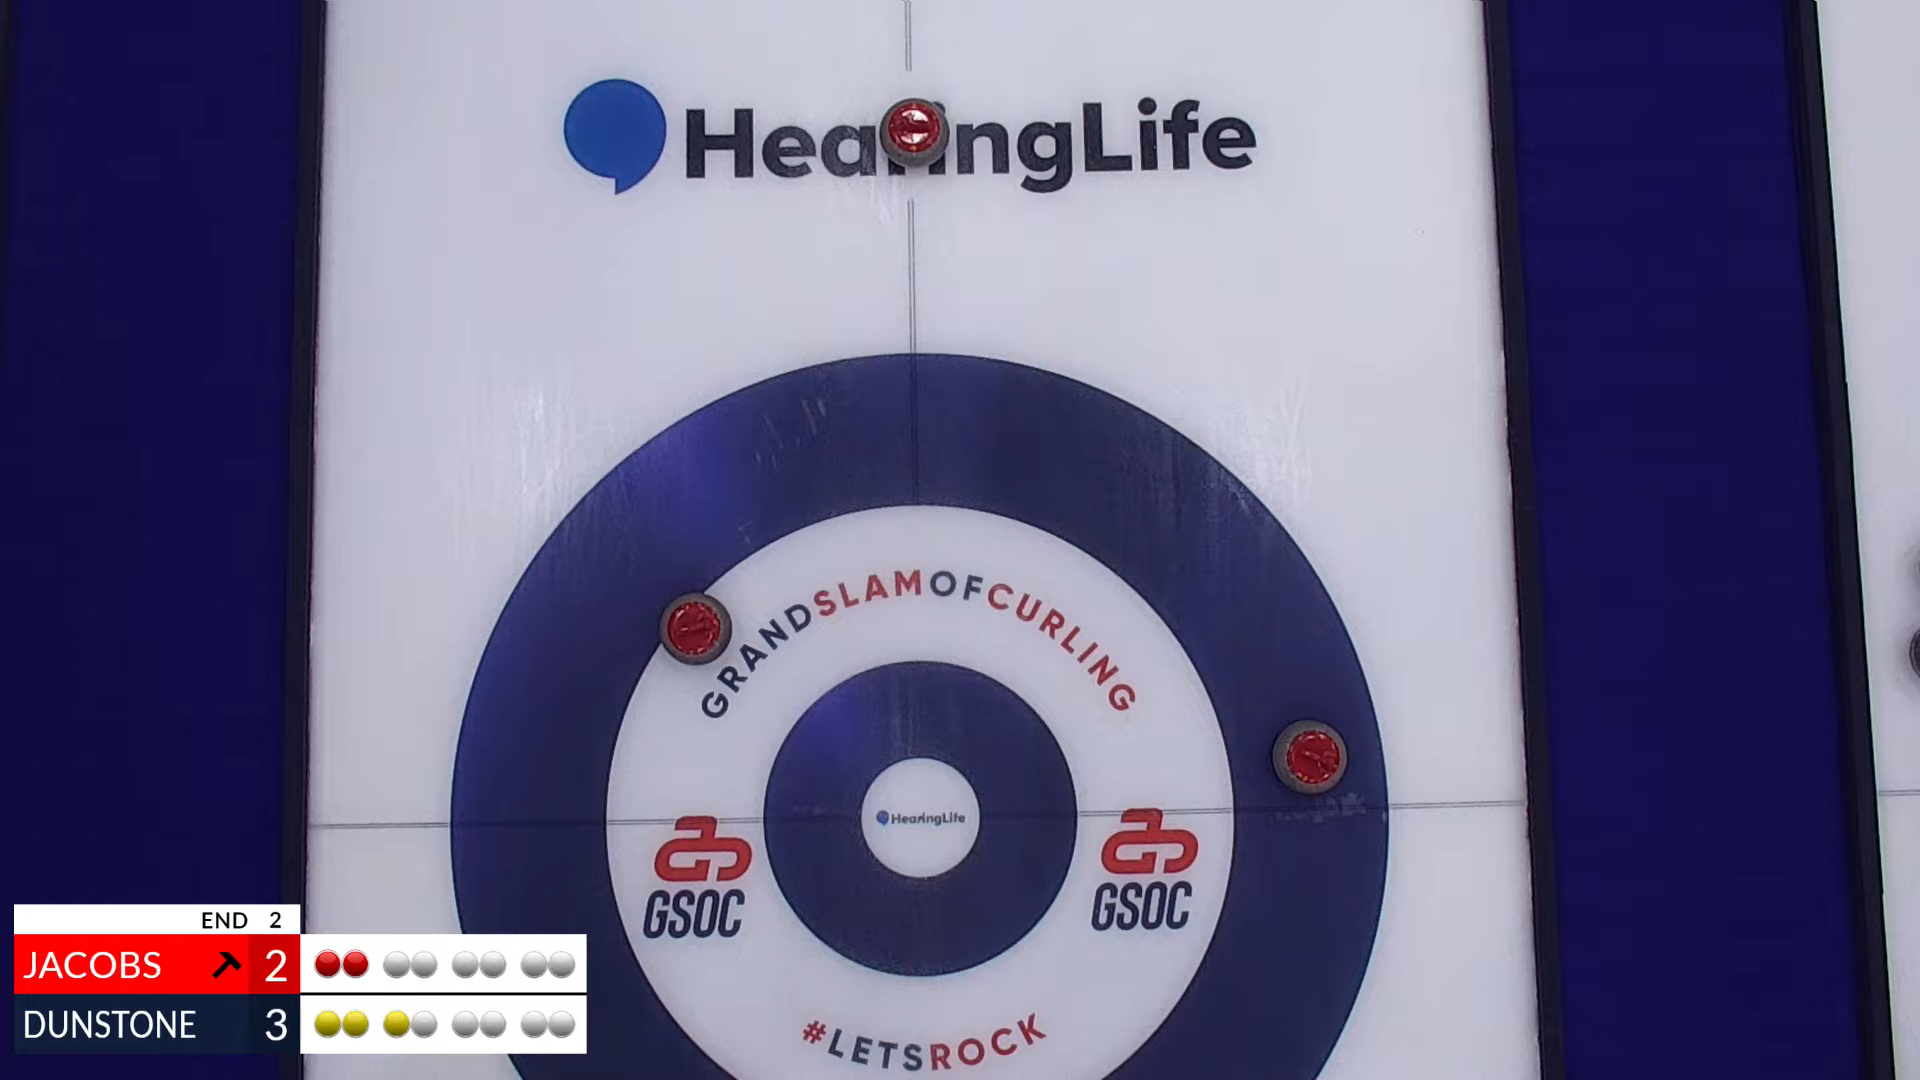 HearingLife
GRANDSLAMOFCURLING
HearingLife
GSOC
GSOC
#LETSROCK
END 2
JACOBS 2
DUNSTONE 3